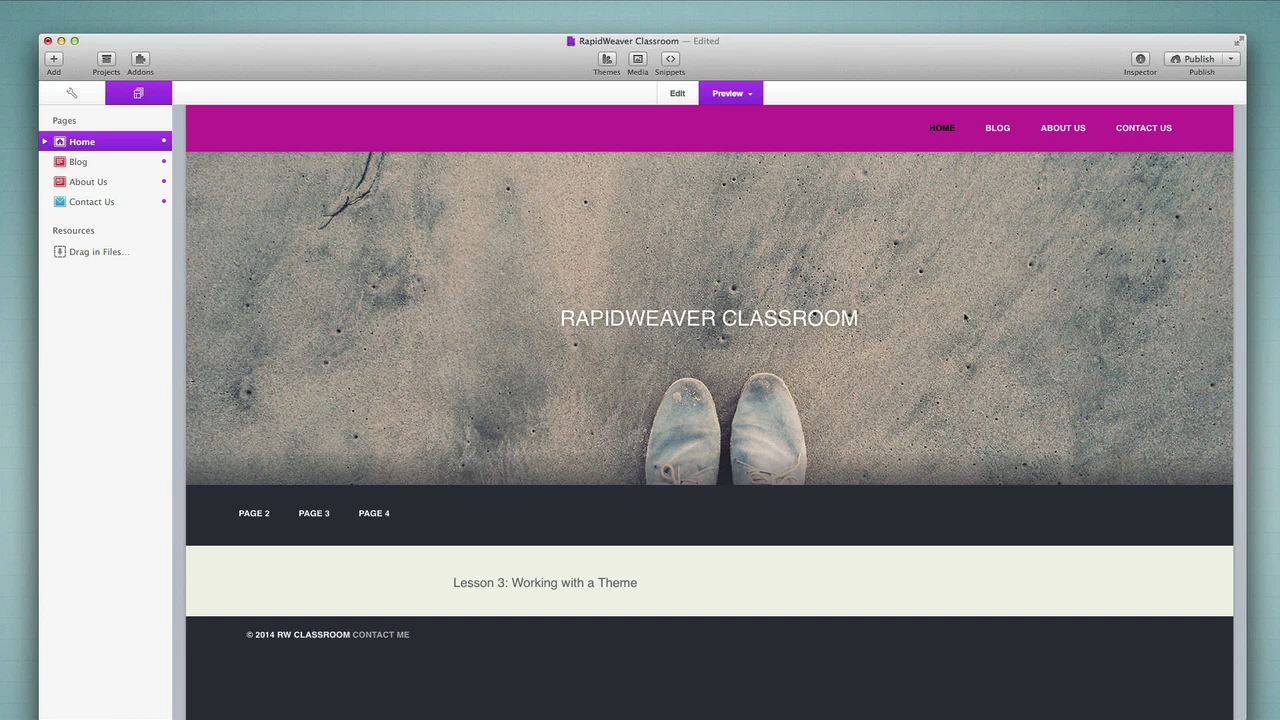 RapidWeaver Classroom — Edited
Add Projects Addons Themes Media Snippets Inspector Publish
Publish
Edit Preview
Pages
Home
Blog
About Us
Contact Us
Resources
Drag in Files...
HOME BLOG ABOUT US CONTACT US
RAPIDWEAVER CLASSROOM
PAGE 2 PAGE 3 PAGE 4
Lesson 3: Working with a Theme
© 2014 RW CLASSROOM CONTACT ME